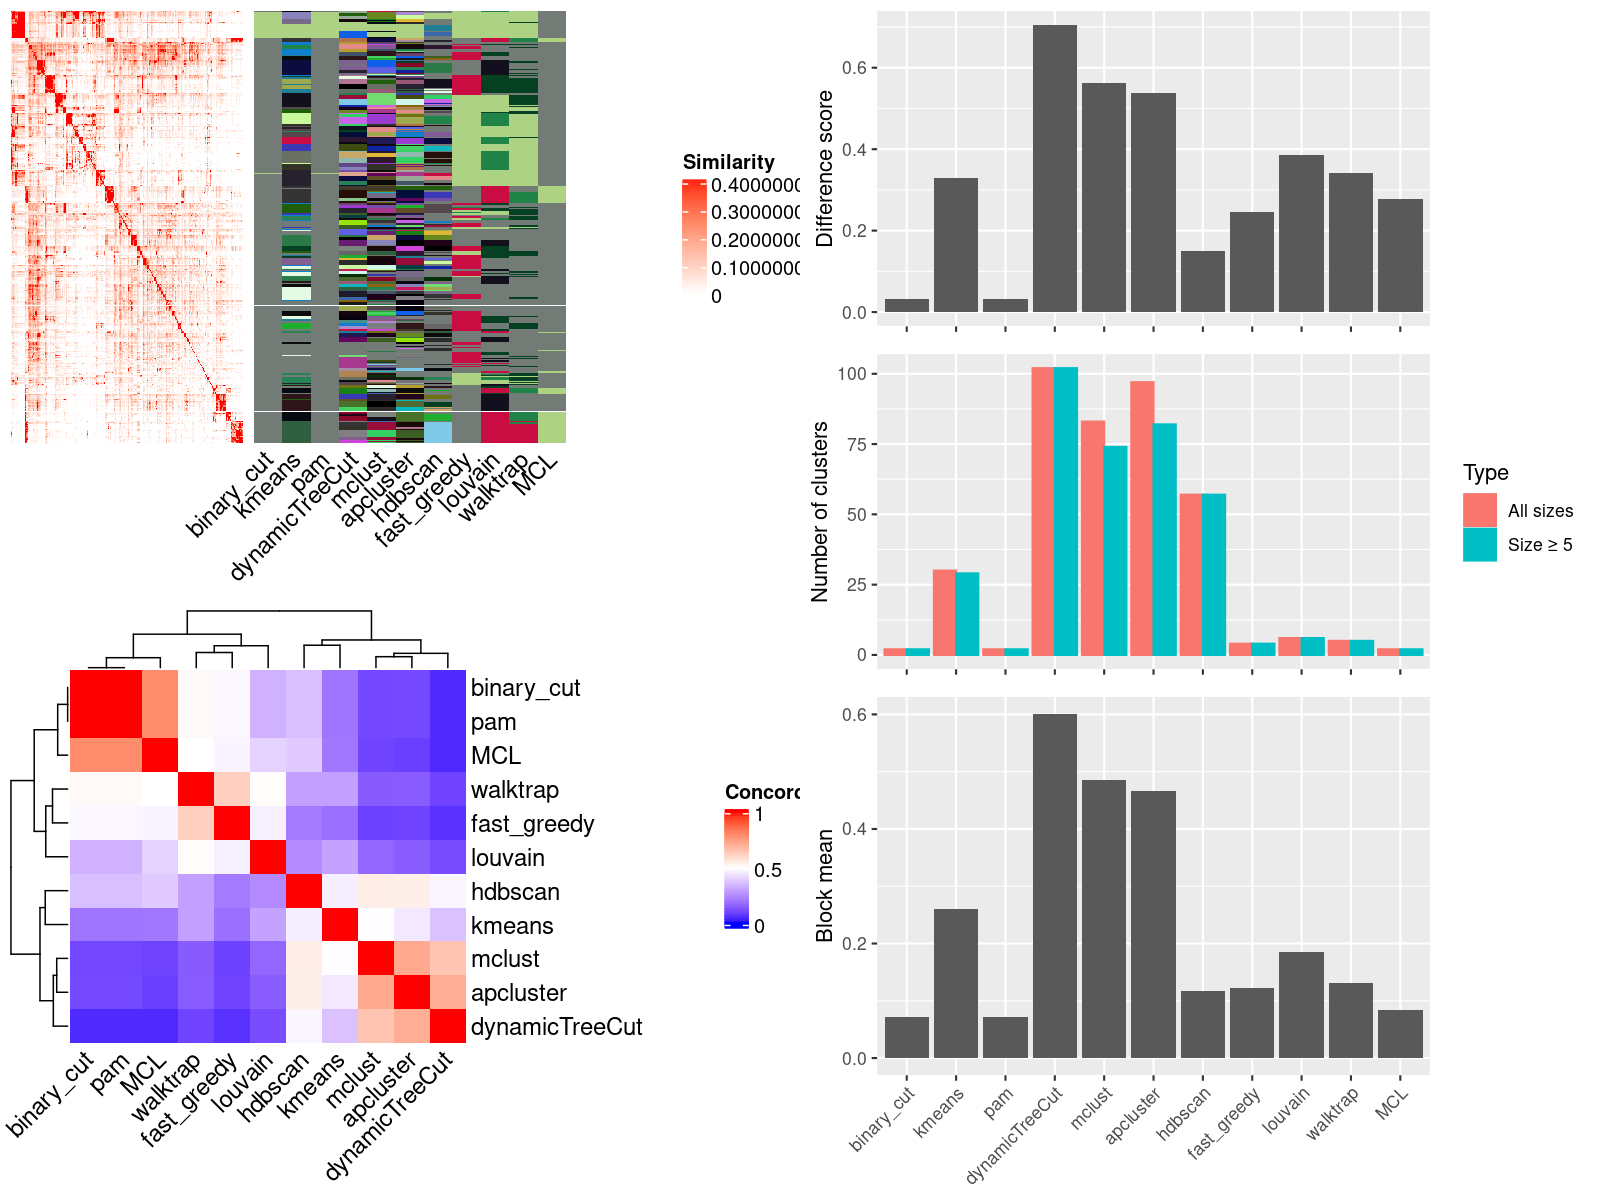 Similarity
0.4000000
0.3000000
0.2000000
0.1000000
0
binary_cut
kmeans
pam
dynamicTreeCut
mclust
apcluster
hdbscan
fast_greedy
louvain
walktrap
MCL
binary_cut
pam
MCL
walktrap
fast_greedy
louvain
hdbscan
kmeans
mclust
apcluster
dynamicTreeCut
binary_cut
pam
MCL
walktrap
fast_greedy
louvain
hdbscan
kmeans
mclust
apcluster
dynamicTreeCut
Concord
1
0.5
0
Difference score
0.6
0.4
0.2
0.0
Number of clusters
100
75
50
25
0
Type
All sizes
Size ≥ 5
Block mean
0.6
0.4
0.2
0.0
binary_cut
kmeans
pam
dynamicTreeCut
mclust
apcluster
hdbscan
fast_greedy
louvain
walktrap
MCL